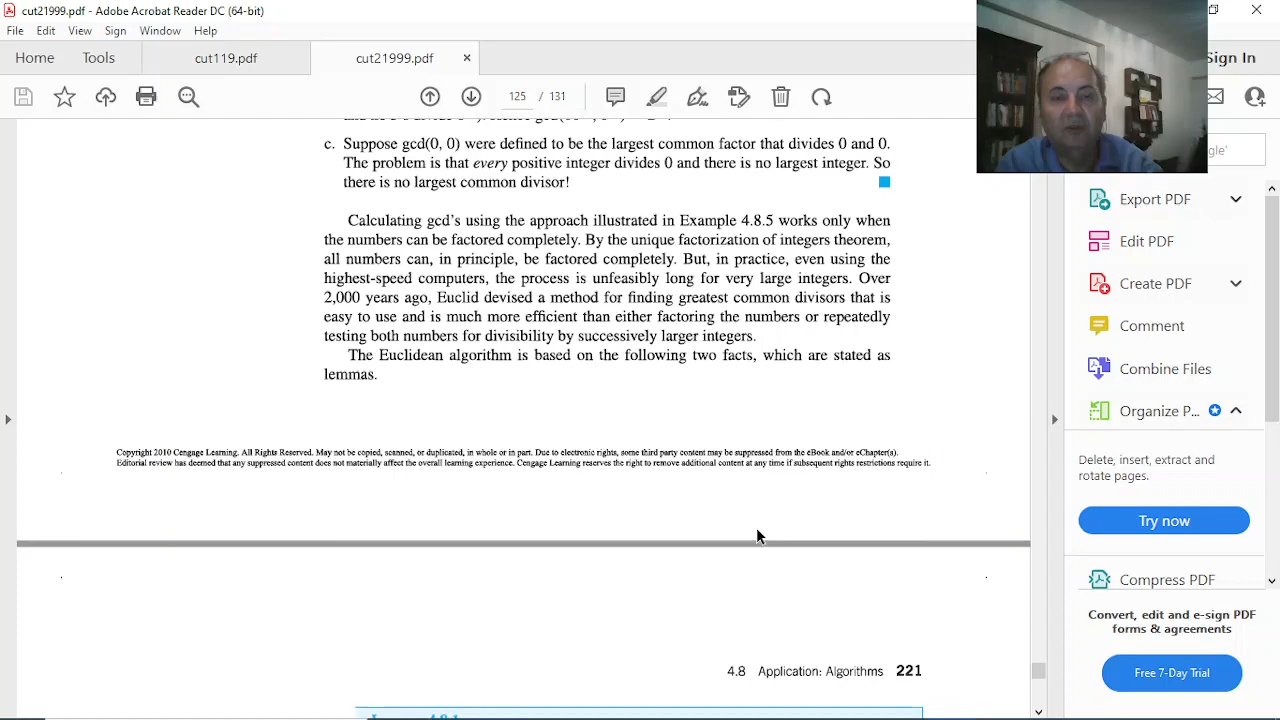 cut21999.pdf - Adobe Acrobat Reader DC (64-bit)
File Edit View Sign Window Help
Home Tools cut119.pdf cut21999.pdf × Sign In
125 / 131
c. Suppose gcd(0, 0) were defined to be the largest common factor that divides 0 and 0.
The problem is that every positive integer divides 0 and there is no largest integer. So
there is no largest common divisor!
Calculating gcd's using the approach illustrated in Example 4.8.5 works only when
the numbers can be factored completely. By the unique factorization of integers theorem,
all numbers can, in principle, be factored completely. But, in practice, even using the
highest-speed computers, the process is unfeasibly long for very large integers. Over
2,000 years ago, Euclid devised a method for finding greatest common divisors that is
easy to use and is much more efficient than either factoring the numbers or repeatedly
testing both numbers for divisibility by successively larger integers.
The Euclidean algorithm is based on the following two facts, which are stated as
lemmas.
Copyright 2010 Cengage Learning. All Rights Reserved. May not be copied, scanned, or duplicated, in whole or in part. Due to electronic rights, some third party content may be suppressed from the eBook and/or eChapter(s).
Editorial review has deemed that any suppressed content does not materially affect the overall learning experience. Cengage Learning reserves the right to remove additional content at any time if subsequent rights restrictions require it.
4.8 Application: Algorithms 221
Export PDF
Edit PDF
Create PDF
Comment
Combine Files
Organize P...
Delete, insert, extract and
rotate pages.
Try now
Compress PDF
Convert, edit and e-sign PDF
forms & agreements
Free 7-Day Trial